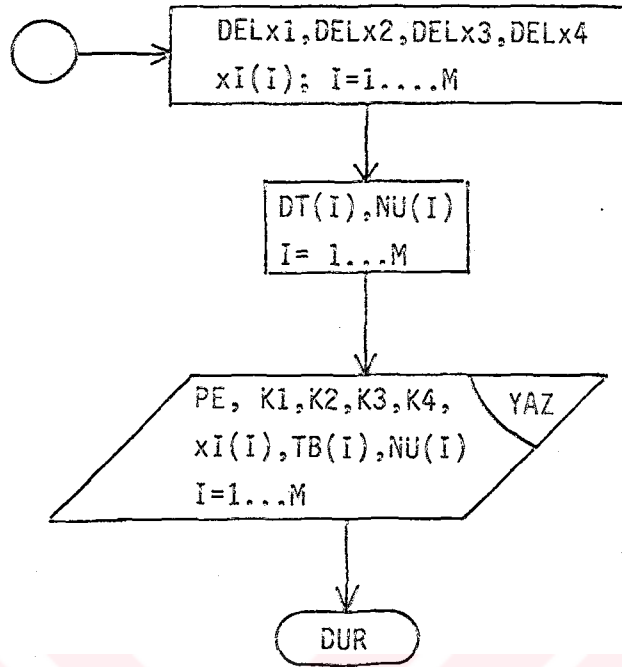 DELx1,DELx2,DELx3,DELx4
xI(I); I=1....M
DT(I),NU(I)
I= 1...M
PE, K1,K2,K3,K4,
YAZ
xI(I),TB(I),NU(I)
I=1...M
DUR